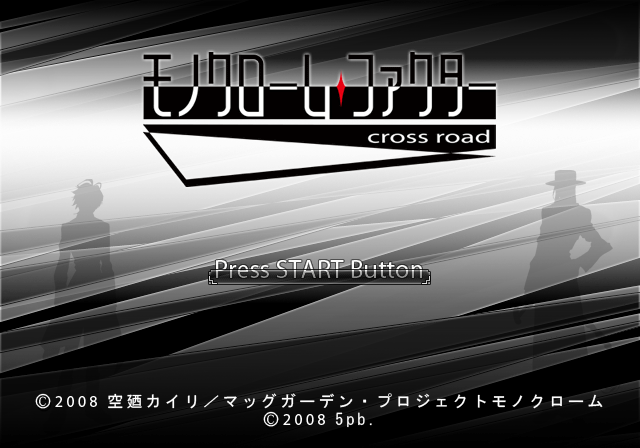 モノクローム・ファクター
cross road
Press START Button
©2008 空廼カイリ／マッグガーデン・プロジェクトモノクローム
©2008 5pb.